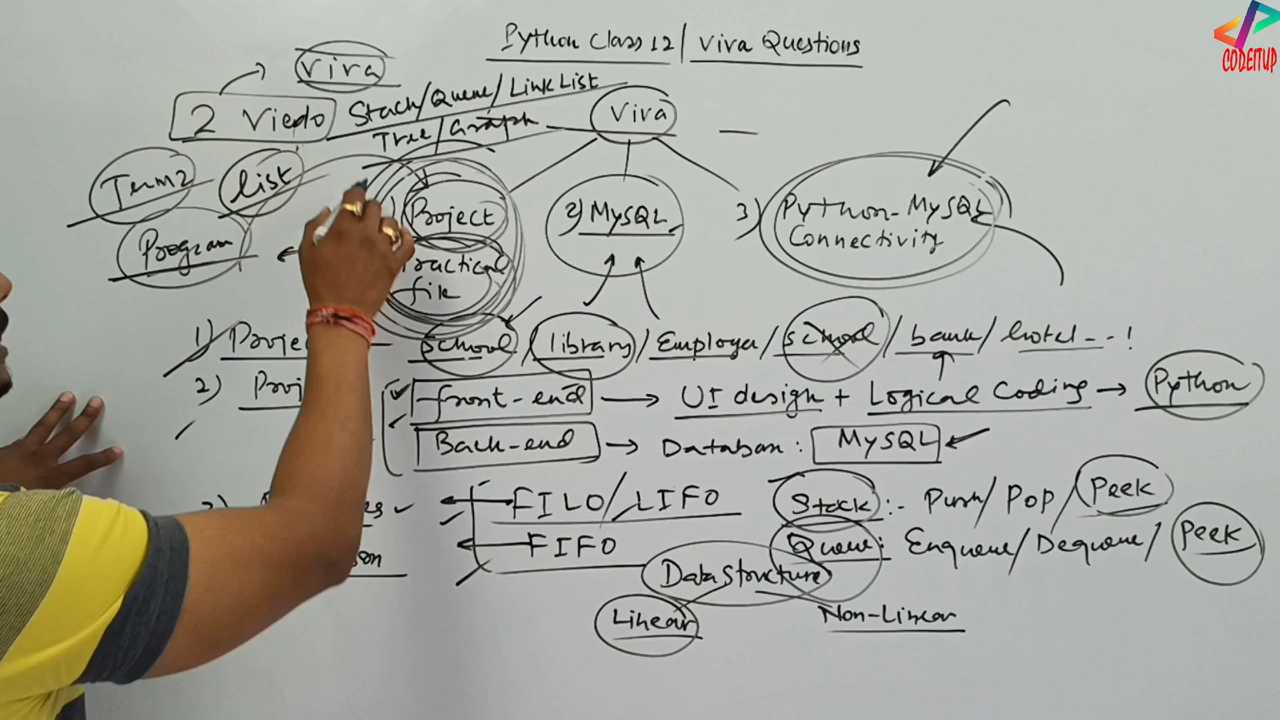 Python Class 12 | Viva Questions
CODEITUP
Viva
2 Viedo
Stack/Queue/Link List
Tree/Graph
Viva
Term2
list
Program
Project
Practical
file
2) MySQL
3) Python-MySQL
Connectivity
1) Proje
school/library/Employee/school/bank/hotel--!
2) Proj
front-end → UI design + Logical Coding → Python
Back-end → Database: MySQL
FILO/LIFO Stack:- Push/Pop/Peek
FIFO Queue: Enqueue/Dequeue/Peek
Data Structure
Linear Non-Linear